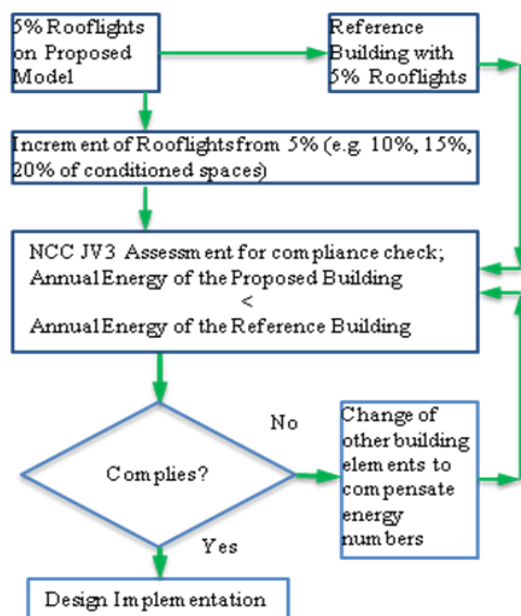 5% Rooflights
on Proposed
Model
Reference
Building with
5% Rooflights
Increment of Rooflights from 5% (e.g. 10%, 15%,
20% of conditioned spaces)
NCC JV3 Assessment for compliance check;
Annual Energy of the Proposed Building
<
Annual Energy of the Reference Building
Complies?
No
Change of
other building
elements to
compensate
energy
numbers
Yes
Design Implementation